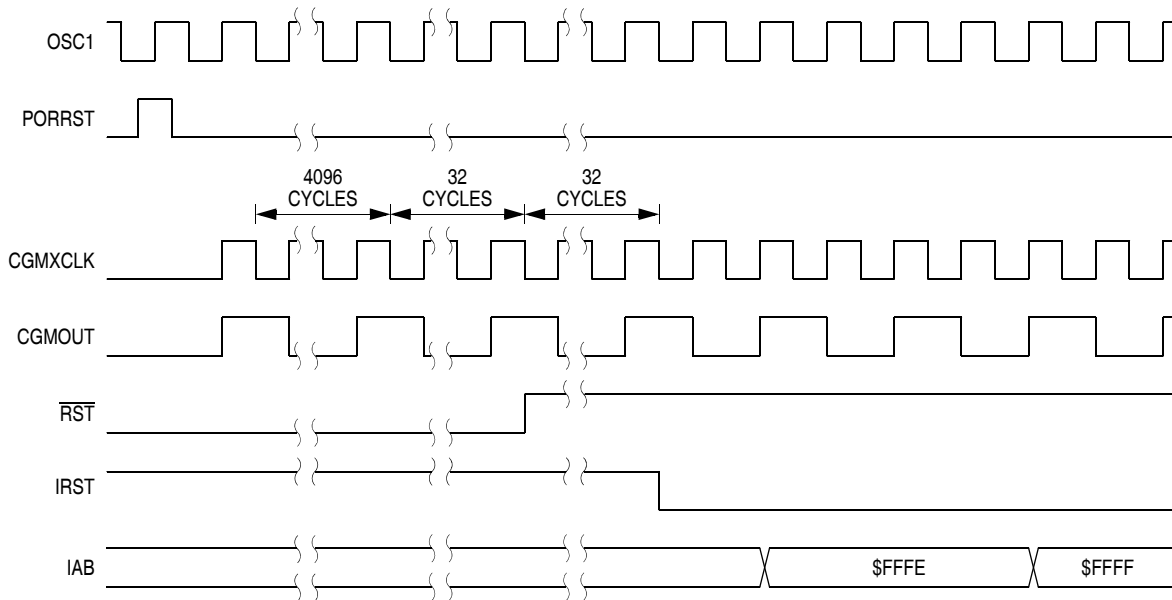 OSC1
PORRST
4096
CYCLES
32
CYCLES
32
CYCLES
CGMXCLK
CGMOUT
RST
IRST
IAB
$FFFE
$FFFF